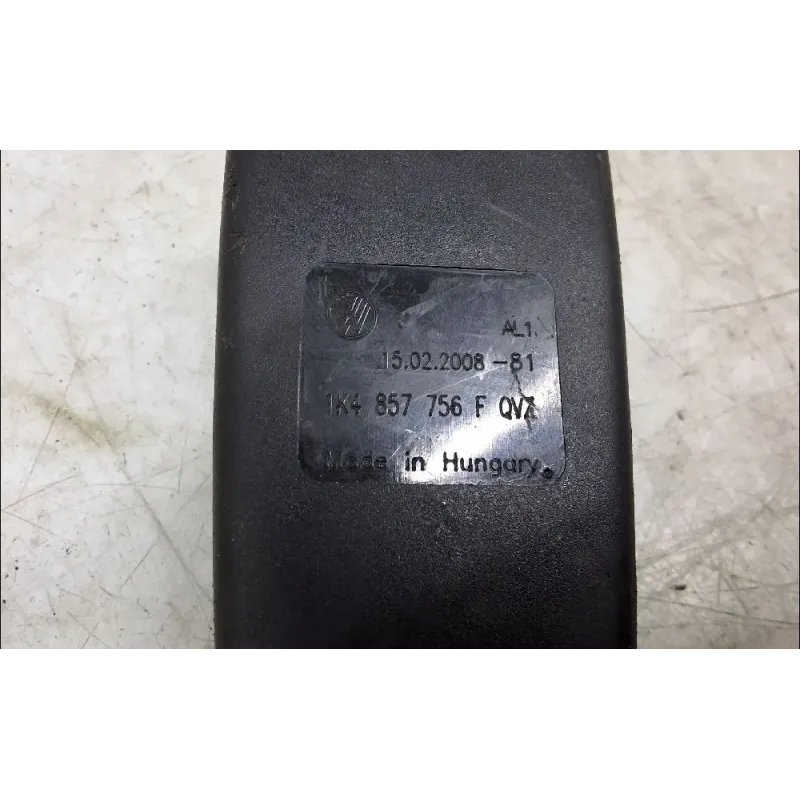 AL1.
15.02.2008 -81
1K4 857 756 F QVZ
Made in Hungary